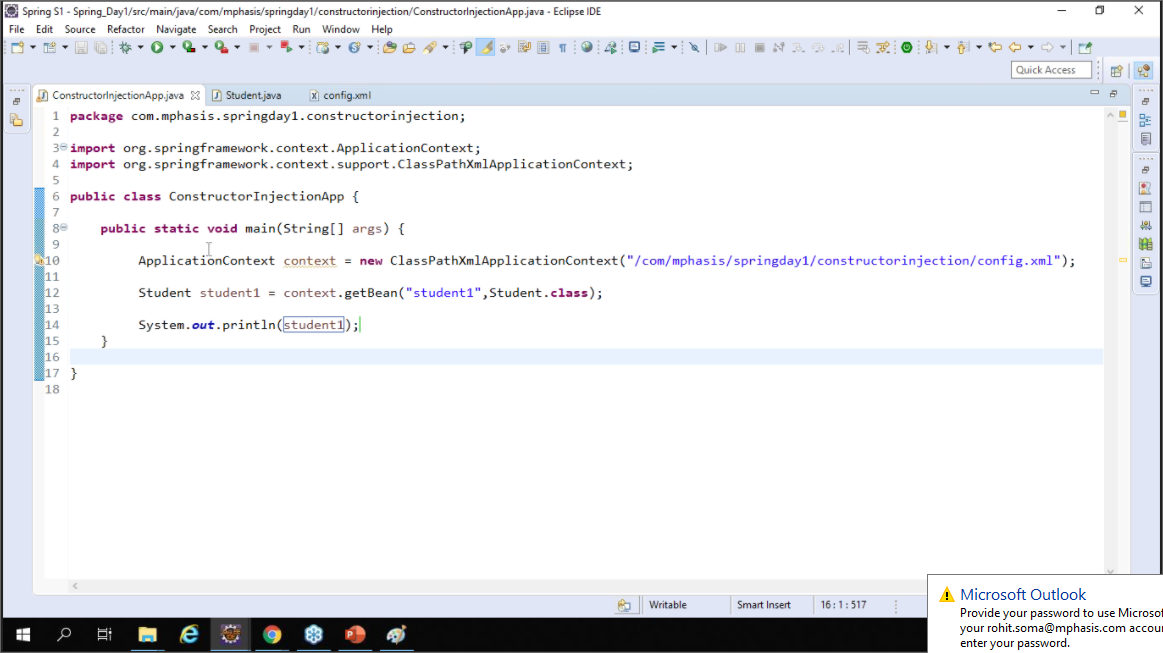 Spring S1 - Spring_Day1/src/main/java/com/mphasis/springday1/constructorinjection/ConstructorInjectionApp.java - Eclipse IDE
File Edit Source Refactor Navigate Search Project Run Window Help
Quick Access
ConstructorInjectionApp.java Student.java config.xml
1 package com.mphasis.springday1.constructorinjection;
2
3 import org.springframework.context.ApplicationContext;
4 import org.springframework.context.support.ClassPathXmlApplicationContext;
5
6 public class ConstructorInjectionApp {
7
8 public static void main(String[] args) {
9
10 ApplicationContext context = new ClassPathXmlApplicationContext("/com/mphasis/springday1/constructorinjection/config.xml");
11
12 Student student1 = context.getBean("student1",Student.class);
13
14 System.out.println(student1);
15 }
16
17 }
18
Writable Smart Insert 16 : 1 : 517
Microsoft Outlook
Provide your password to use Microsof
your rohit.soma@mphasis.com accou
enter your password.